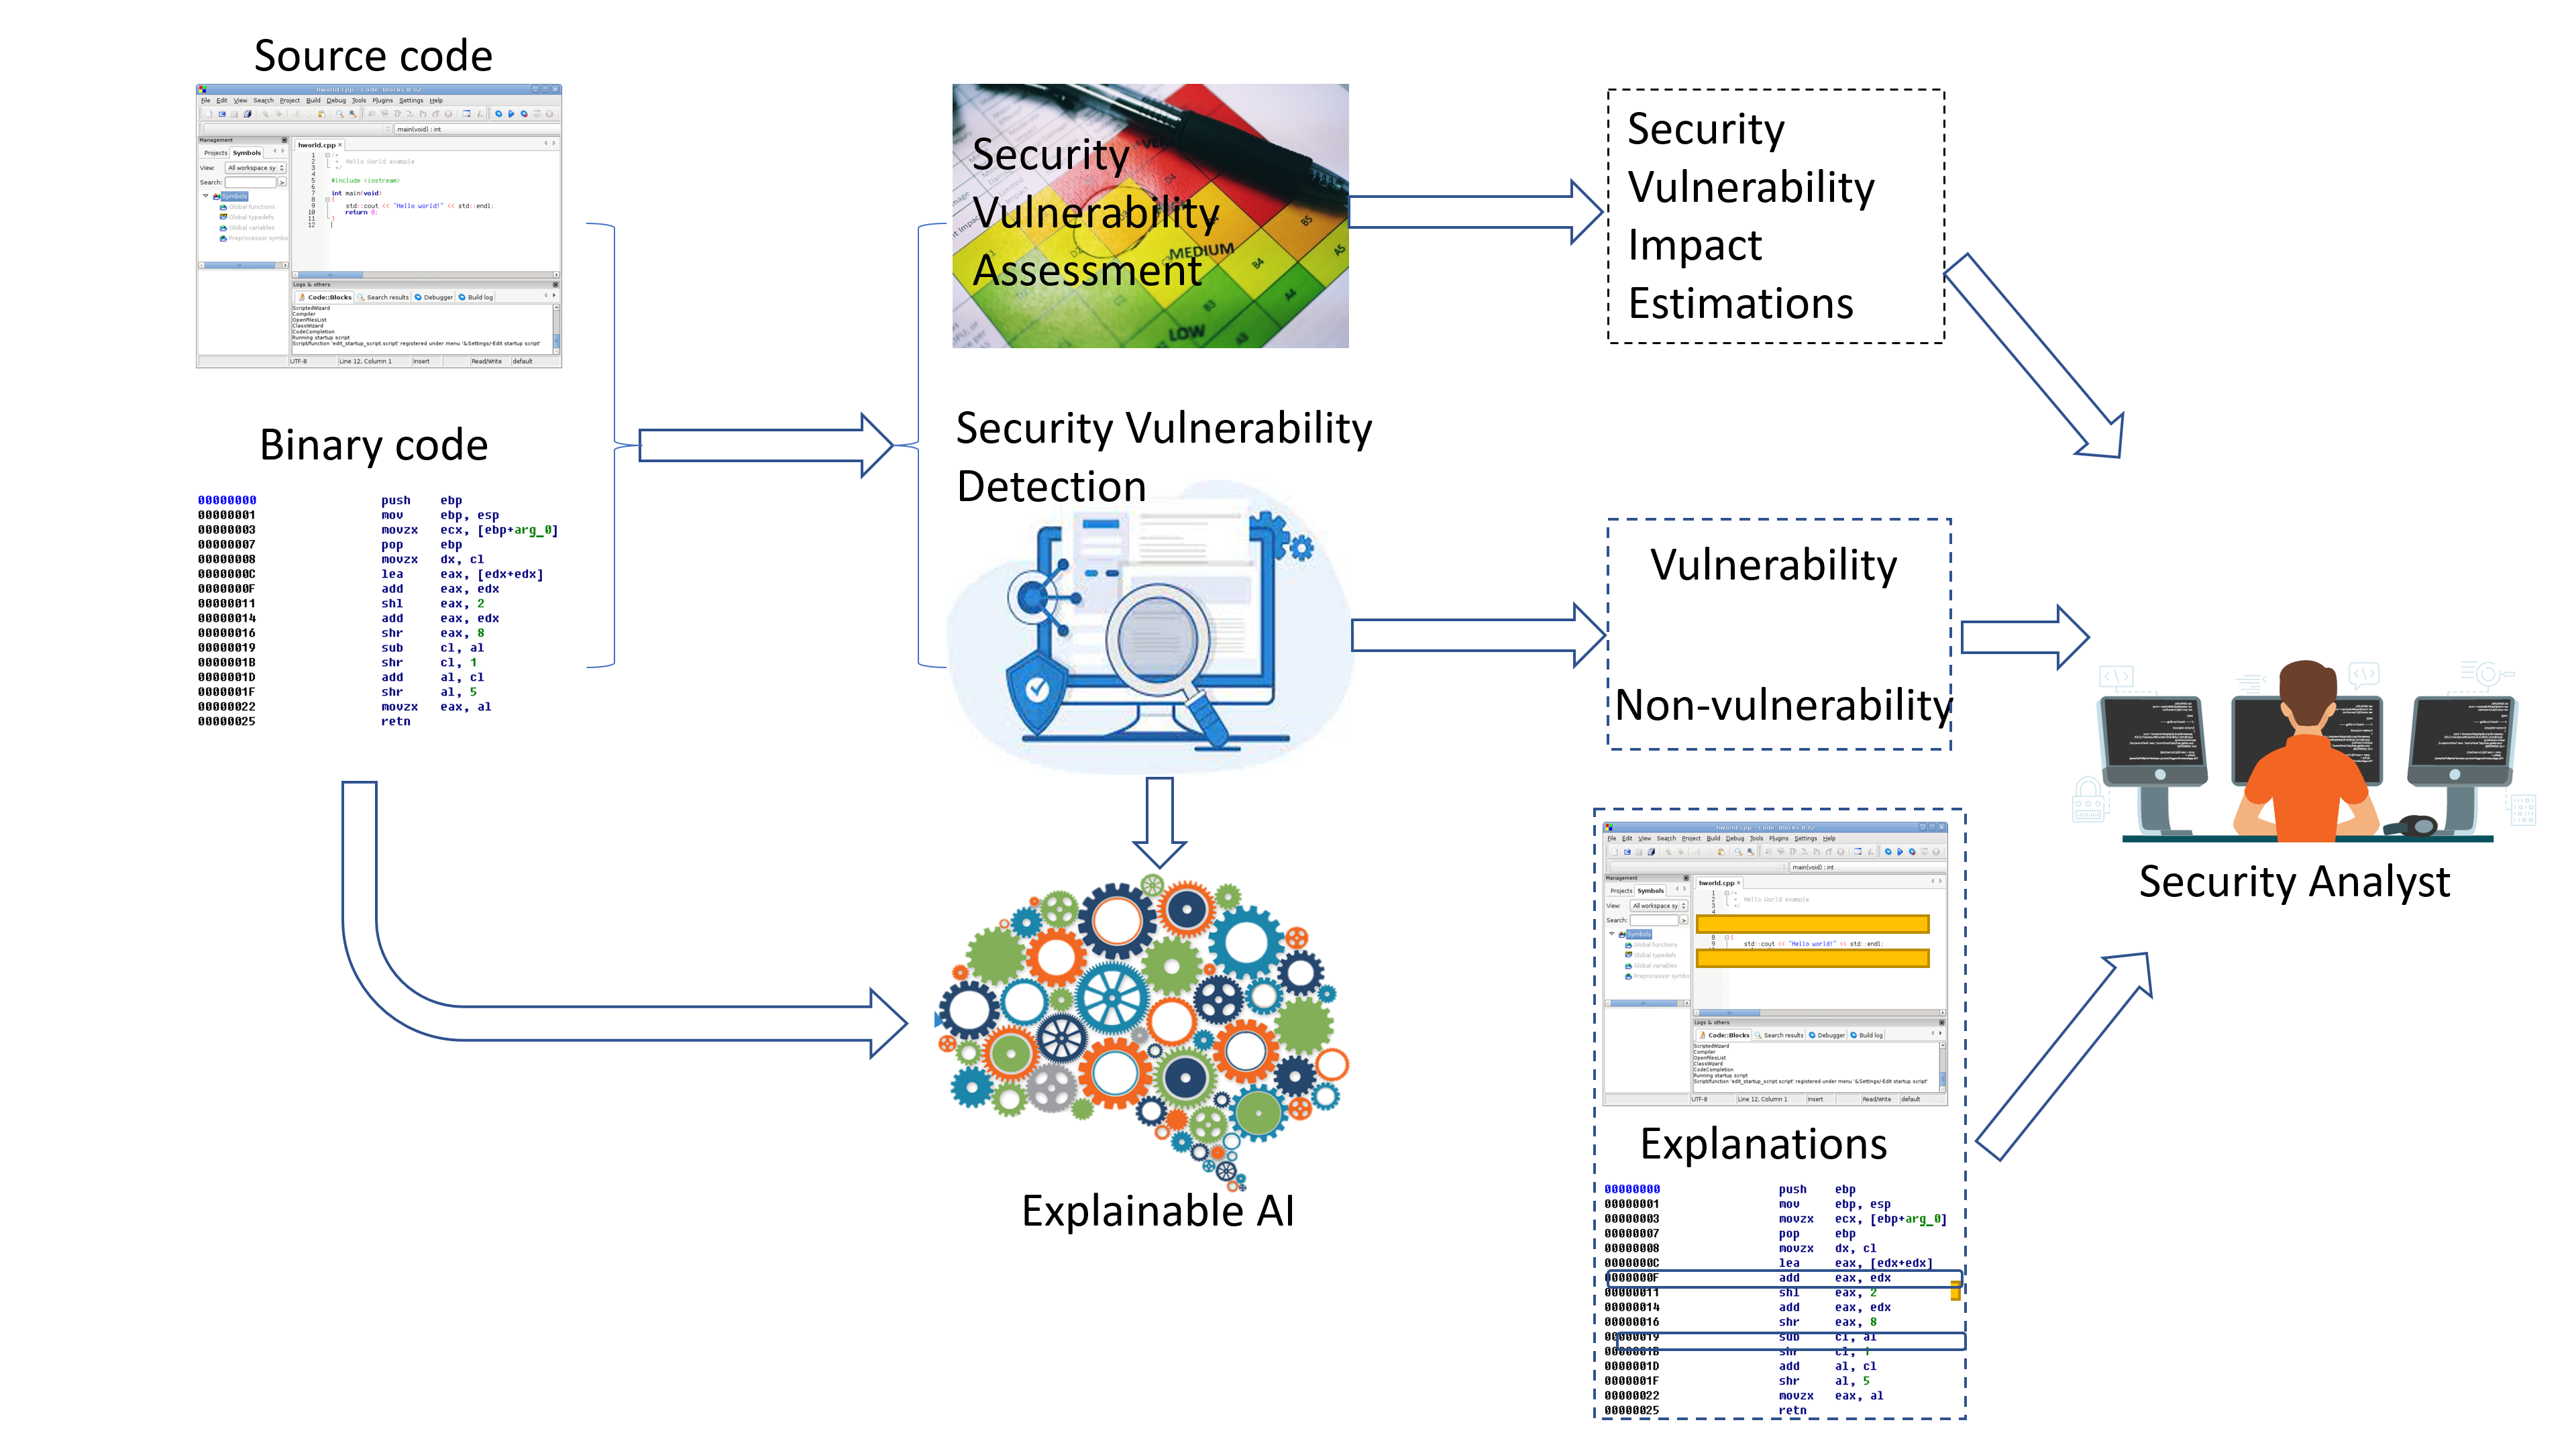 Source code
hworld.cpp - Code::Blocks 8.02
File Edit View Search Project Build Debug Tools Plugins Settings Help
main(void) : int
Management
Projects Symbols
View: All workspace sy
Search:
Symbols
Global functions
Global typedefs
Global variables
Preprocessor symbo
hworld.cpp
1 /*
2 * Hello World example
3 */
4
5 #include <iostream>
6
7 int main(void)
8 {
9 std::cout << "Hello world!" << std::endl;
10 return 0;
11 }
12
Logs & others
Code::Blocks Search results Debugger Build log
ScriptedWizard
Compiler
OpenFilesList
ClassWizard
CodeCompletion
Running startup script
Script/function 'edit_startup_script.script' registered under menu '&Settings/-Edit startup script'
UTF-8 Line 12, Column 1 Insert Read/Write default
Binary code
00000000 push ebp
00000001 mov ebp, esp
00000003 movzx ecx, [ebp+arg_0]
00000007 pop ebp
00000008 movzx dx, cl
0000000C lea eax, [edx+edx]
0000000F add eax, edx
00000011 shl eax, 2
00000014 add eax, edx
00000016 shr eax, 8
00000019 sub cl, al
0000001B shr cl, 1
0000001D add al, cl
0000001F shr al, 5
00000022 movzx eax, al
00000025 retn
Security
Vulnerability
Assessment
MEDIUM
LOW
D4
D3
D2
B5
A5
B4
A4
B3
A3
Security Vulnerability
Detection
Explainable AI
Security
Vulnerability
Impact
Estimations
Vulnerability
Non-vulnerability
hworld.cpp - Code::Blocks 8.02
File Edit View Search Project Build Debug Tools Plugins Settings Help
main(void) : int
Management
Projects Symbols
View: All workspace sy
Search:
Symbols
Global functions
Global typedefs
Global variables
Preprocessor symbo
hworld.cpp
1 /*
2 * Hello World example
3 */
4
8 {
9 std::cout << "Hello world!" << std::endl;
Logs & others
Code::Blocks Search results Debugger Build log
ScriptedWizard
Compiler
OpenFilesList
ClassWizard
CodeCompletion
Running startup script
Script/function 'edit_startup_script.script' registered under menu '&Settings/-Edit startup script'
UTF-8 Line 12, Column 1 Insert Read/Write default
Explanations
00000000 push ebp
00000001 mov ebp, esp
00000003 movzx ecx, [ebp+arg_0]
00000007 pop ebp
00000008 movzx dx, cl
0000000C lea eax, [edx+edx]
0000000F add eax, edx
00000011 shl eax, 2
00000014 add eax, edx
00000016 shr eax, 8
00000019 sub cl, al
0000001B shr cl, 1
0000001D add al, cl
0000001F shr al, 5
00000022 movzx eax, al
00000025 retn
Security Analyst